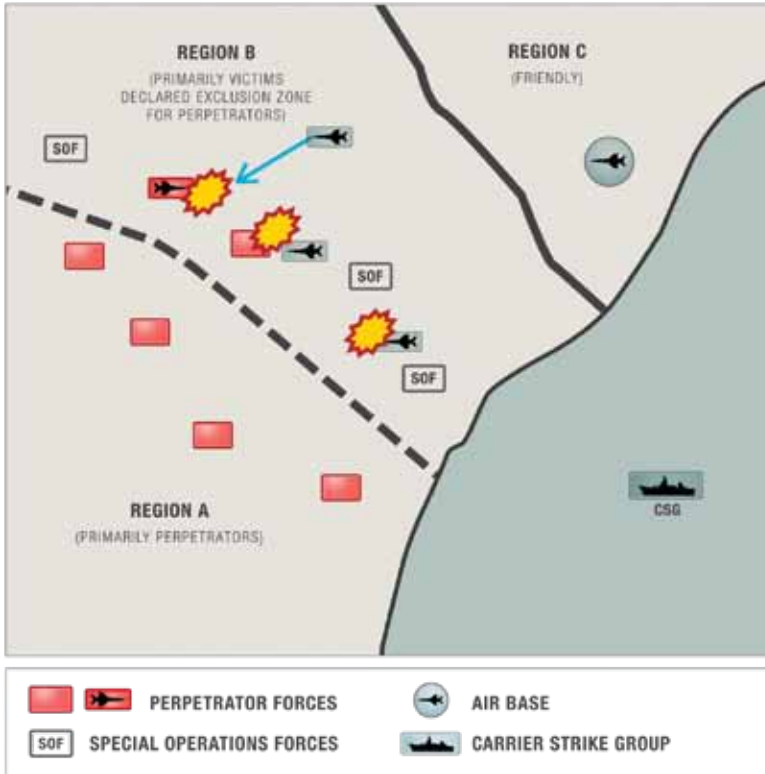 REGION B
(PRIMARILY VICTIMS
DECLARED EXCLUSION ZONE
FOR PERPETRATORS)
REGION C
(FRIENDLY)
SOF
SOF
SOF
REGION A
(PRIMARILY PERPETRATORS)
CSG
PERPETRATOR FORCES
AIR BASE
SOF SPECIAL OPERATIONS FORCES
CARRIER STRIKE GROUP